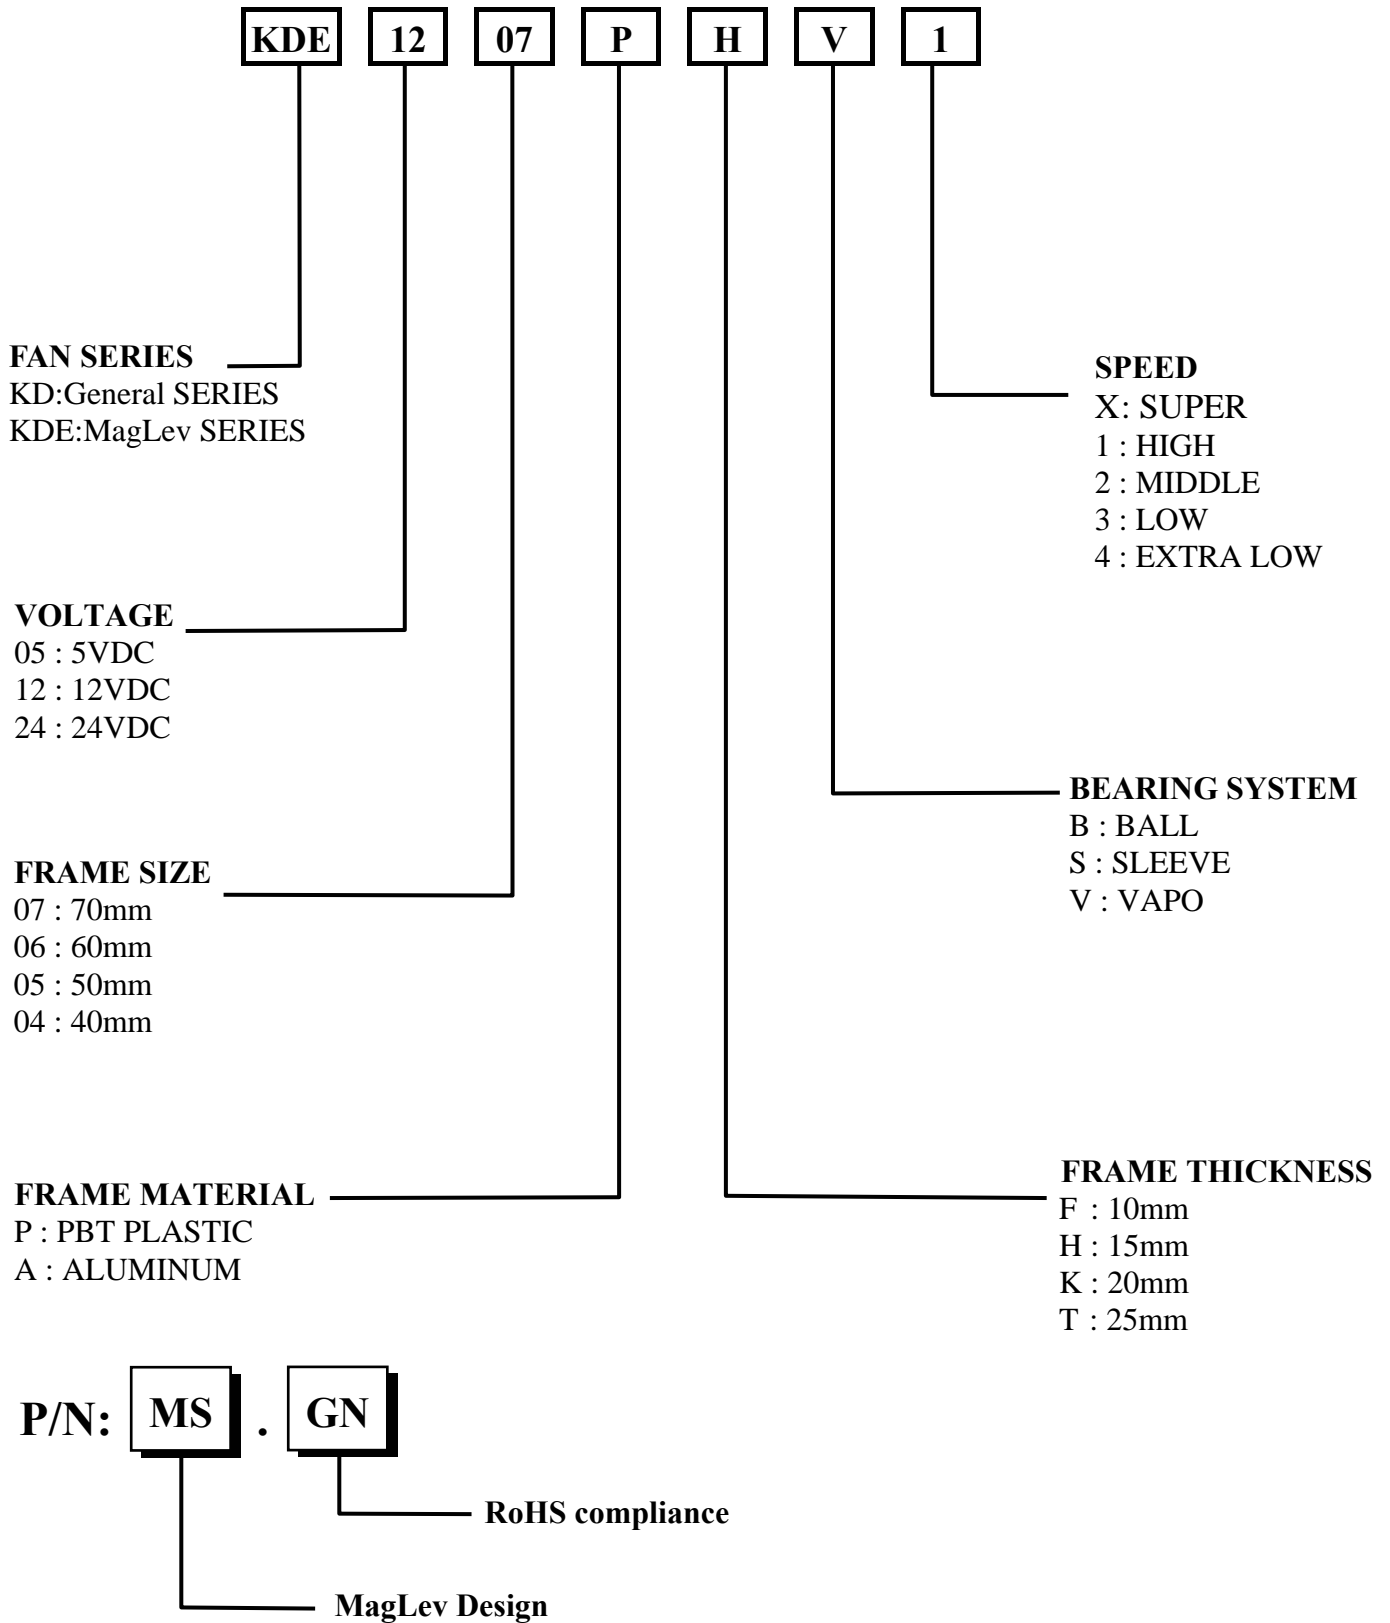 KDE 12 07 P H V 1
FAN SERIES
KD:General SERIES
KDE:MagLev SERIES
SPEED
X: SUPER
1 : HIGH
2 : MIDDLE
3 : LOW
4 : EXTRA LOW
VOLTAGE
05 : 5VDC
12 : 12VDC
24 : 24VDC
BEARING SYSTEM
B : BALL
S : SLEEVE
V : VAPO
FRAME SIZE
07 : 70mm
06 : 60mm
05 : 50mm
04 : 40mm
FRAME MATERIAL
P : PBT PLASTIC
A : ALUMINUM
FRAME THICKNESS
F : 10mm
H : 15mm
K : 20mm
T : 25mm
P/N: MS . GN
RoHS compliance
MagLev Design